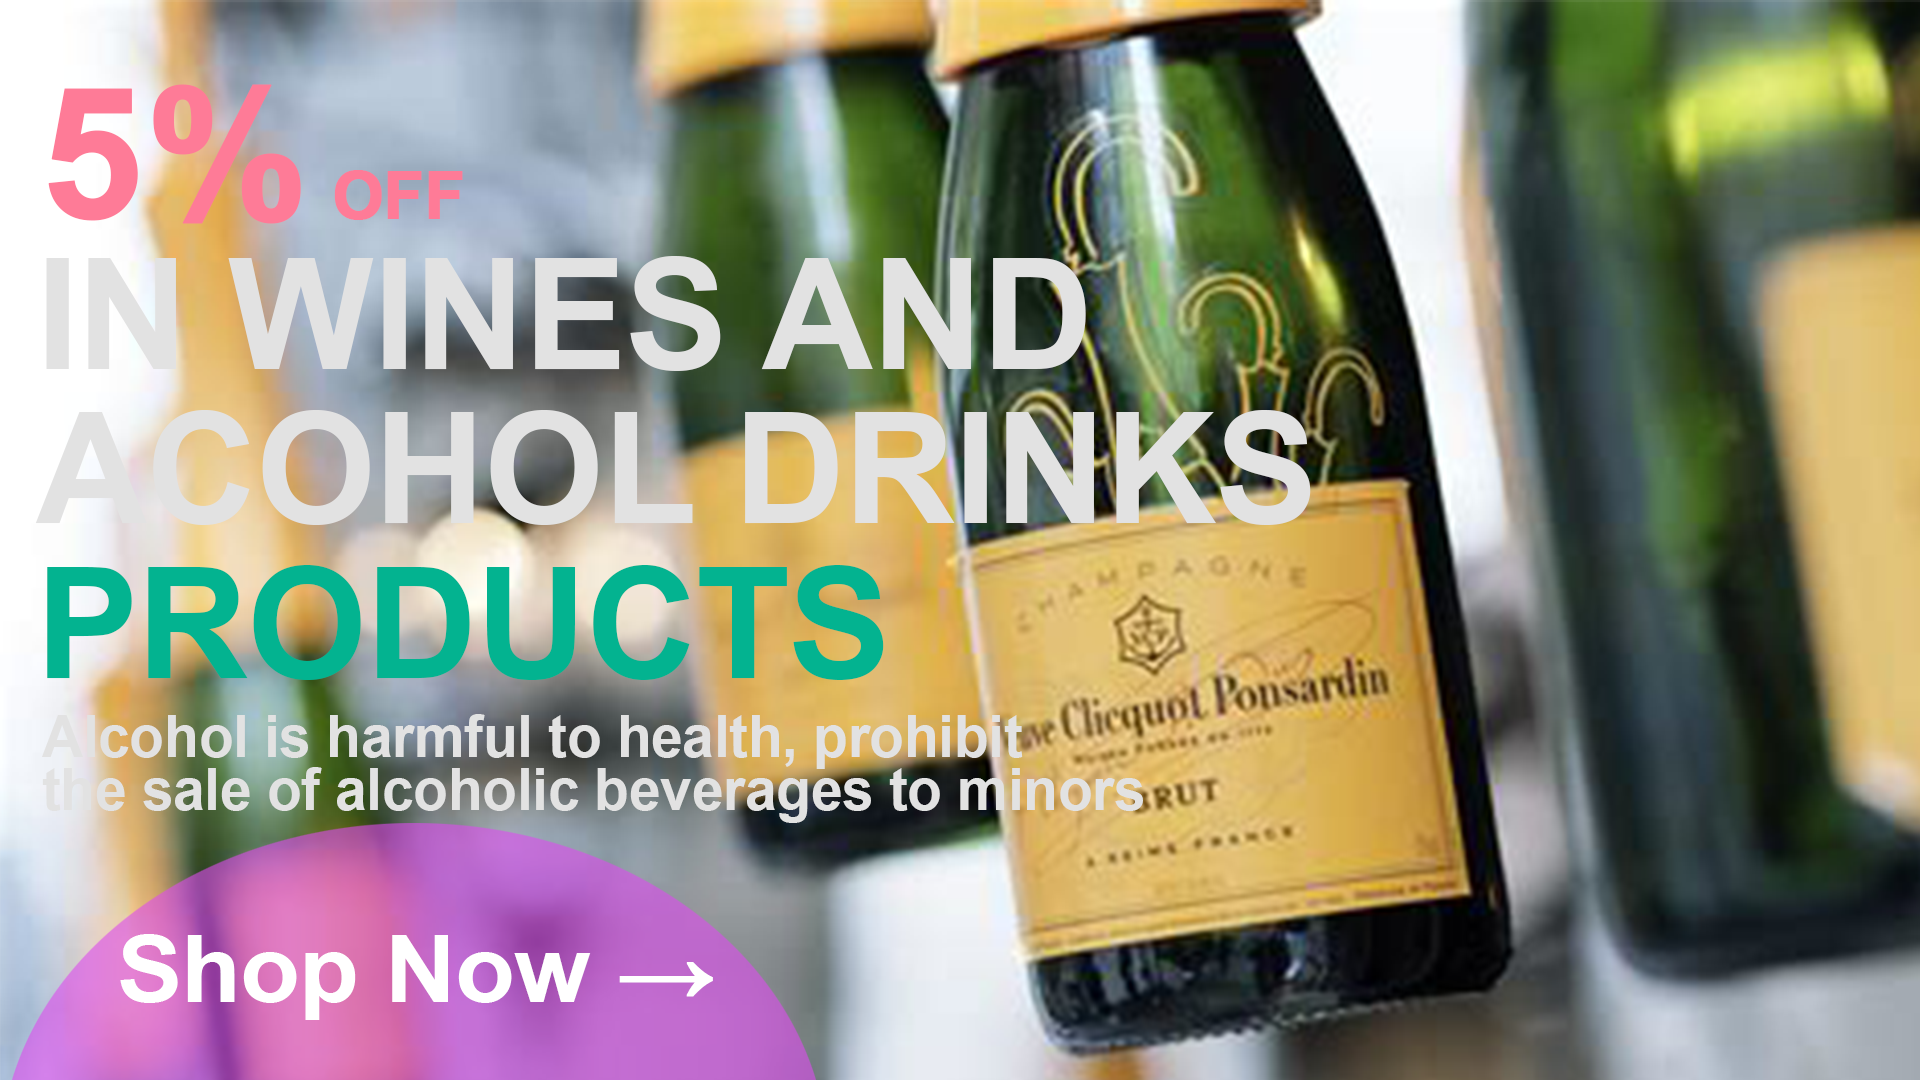 5% OFF
IN WINES AND
ACOHOL DRINKS
PRODUCTS
Alcohol is harmful to health, prohibit
the sale of alcoholic beverages to minors
Shop Now →
CHAMPAGNE
Clicquot Ponsardin
BRUT
A REIMS FRANCE